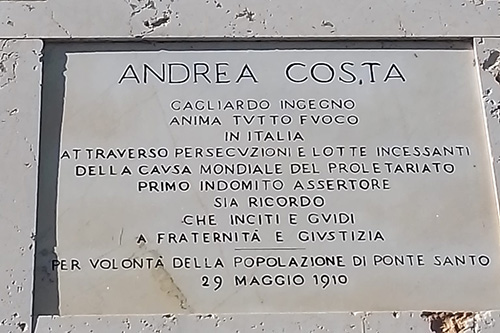 ANDREA COSTA
GAGLIARDO INGEGNO
ANIMA TVTTO FVOCO
IN ITALIA
ATTRAVERSO PERSECVZIONI E LOTTE INCESSANTI
DELLA CAVSA MONDIALE DEL PROLETARIATO
PRIMO INDOMITO ASSERTORE
SIA RICORDO
CHE INCITI E GVIDI
A FRATERNITÀ E GIVSTIZIA
PER VOLONTÀ DELLA POPOLAZIONE DI PONTE SANTO
29 MAGGIO 1910